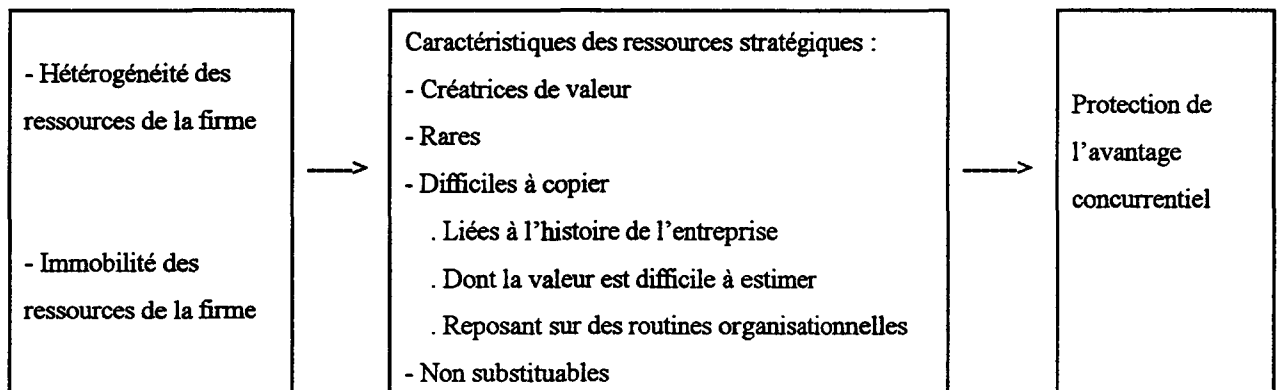 - Hétérogénéité des
ressources de la firme
- Immobilité des
ressources de la firme
---->
Caractéristiques des ressources stratégiques :
- Créatrices de valeur
- Rares
- Difficiles à copier
. Liées à l'histoire de l'entreprise
. Dont la valeur est difficile à estimer
. Reposant sur des routines organisationnelles
- Non substituables
---->
Protection de
l'avantage
concurrentiel